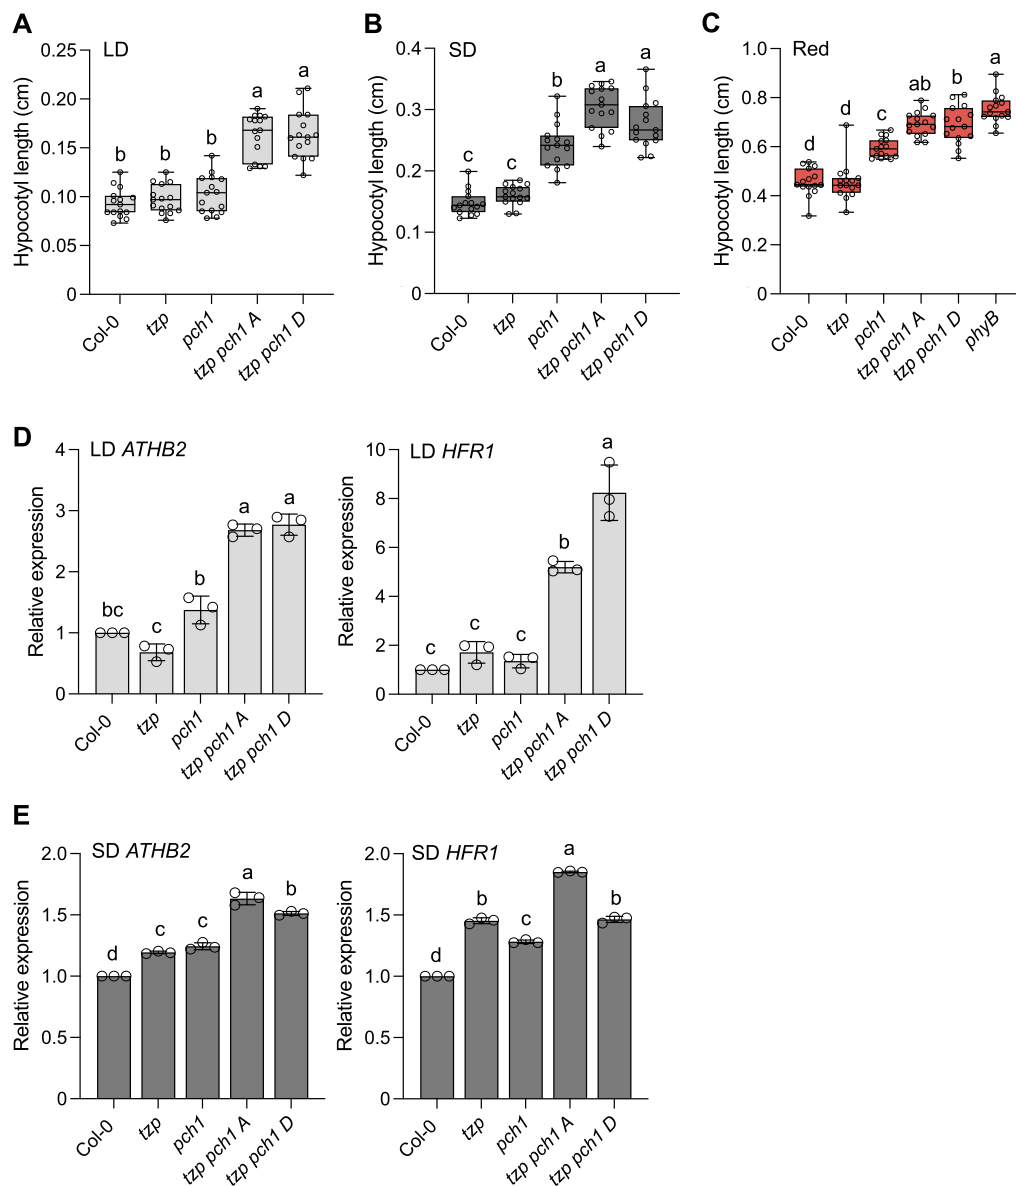 A
LD
Hypocotyl length (cm)
0.25
0.20
0.15
0.10
0.05
0
b
b
b
a
a
Col-0
tzp
pch1
tzp pch1 A
tzp pch1 D
B
SD
Hypocotyl length (cm)
0.4
0.3
0.2
0.1
0
c
c
b
a
a
Col-0
tzp
pch1
tzp pch1 A
tzp pch1 D
C
Red
Hypocotyl length (cm)
1.0
0.8
0.6
0.4
0.2
0
d
d
c
ab
b
a
Col-0
tzp
pch1
tzp pch1 A
tzp pch1 D
phyB
D
LD ATHB2
Relative expression
4
3
2
1
0
bc
c
b
a
a
Col-0
tzp
pch1
tzp pch1 A
tzp pch1 D
LD HFR1
Relative expression
10
8
6
4
2
0
c
c
c
b
a
Col-0
tzp
pch1
tzp pch1 A
tzp pch1 D
E
SD ATHB2
Relative expression
2.0
1.5
1.0
0.5
0
d
c
c
a
b
Col-0
tzp
pch1
tzp pch1 A
tzp pch1 D
SD HFR1
Relative expression
2.0
1.5
1.0
0.5
0
d
b
c
a
b
Col-0
tzp
pch1
tzp pch1 A
tzp pch1 D